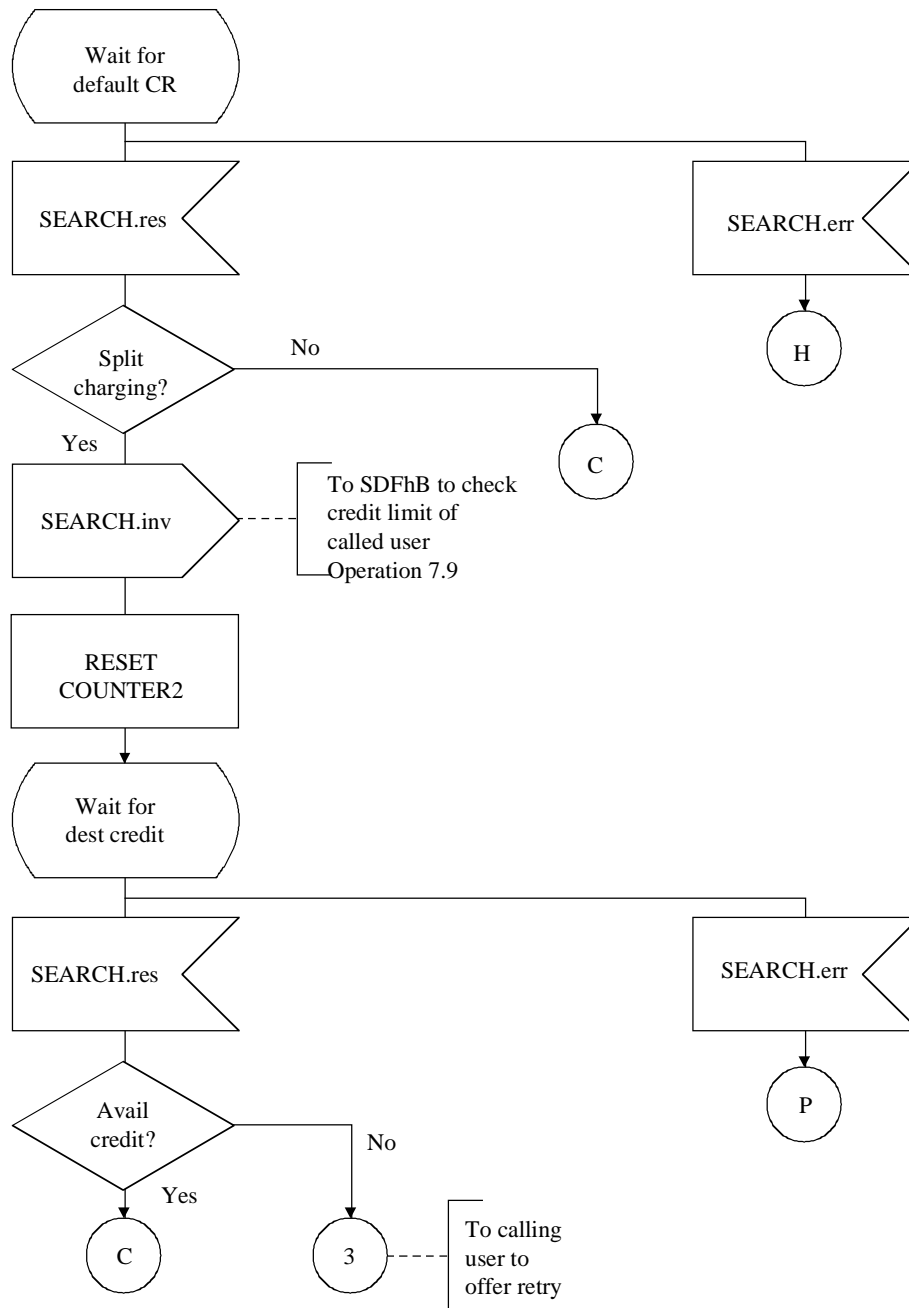 Wait for
default CR
SEARCH.res
SEARCH.err
H
Split
charging?
No
Yes
C
SEARCH.inv
To SDFhB to check
credit limit of
called user
Operation 7.9
RESET
COUNTER2
Wait for
dest credit
SEARCH.res
SEARCH.err
P
Avail
credit?
No
Yes
C
3
To calling
user to
offer retry